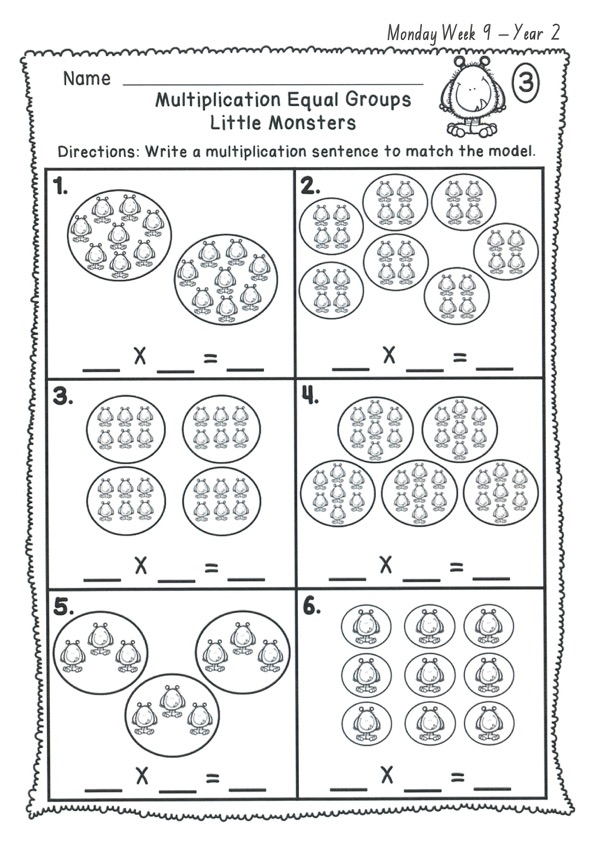 Monday Week 9 – Year 2
Name
3
Multiplication Equal Groups
Little Monsters
Directions: Write a multiplication sentence to match the model.
1.
2.
___ X ___ = ___
___ X ___ = ___
3.
4.
___ X ___ = ___
___ X ___ = ___
5.
6.
___ X ___ = ___
___ X ___ = ___